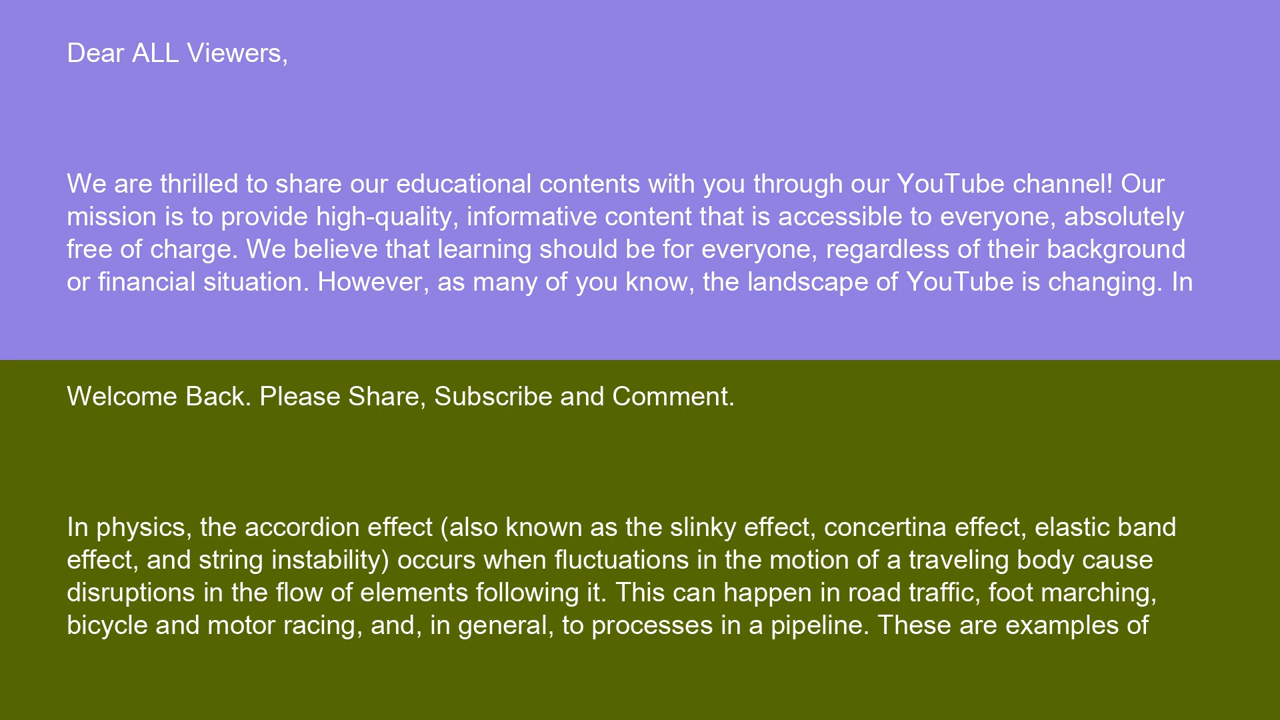 Dear ALL Viewers,
We are thrilled to share our educational contents with you through our YouTube channel! Our
mission is to provide high-quality, informative content that is accessible to everyone, absolutely
free of charge. We believe that learning should be for everyone, regardless of their background
or financial situation. However, as many of you know, the landscape of YouTube is changing. In
Welcome Back. Please Share, Subscribe and Comment.
In physics, the accordion effect (also known as the slinky effect, concertina effect, elastic band
effect, and string instability) occurs when fluctuations in the motion of a traveling body cause
disruptions in the flow of elements following it. This can happen in road traffic, foot marching,
bicycle and motor racing, and, in general, to processes in a pipeline. These are examples of